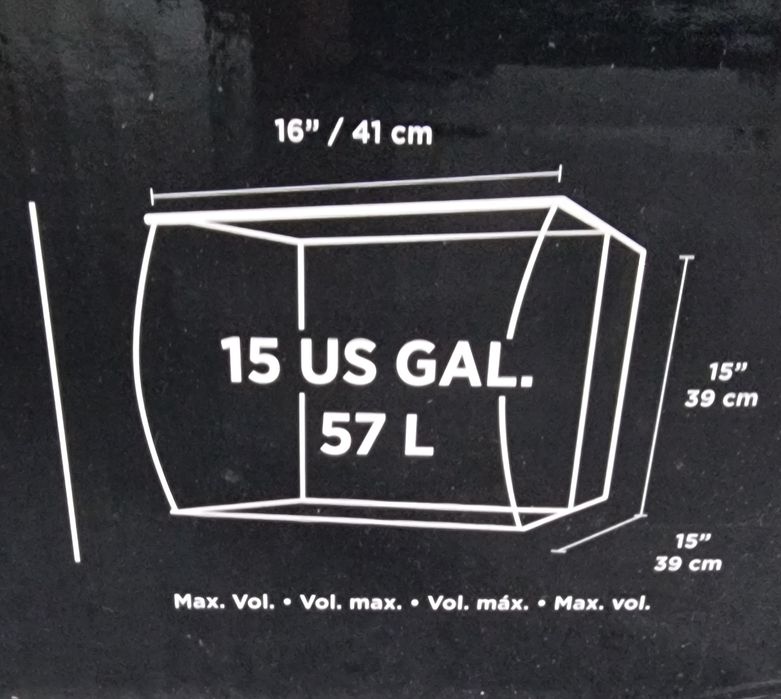 16” / 41 cm
15 US GAL.
57 L
15”
39 cm
15”
39 cm
Max. Vol. • Vol. max. • Vol. máx. • Max. vol.